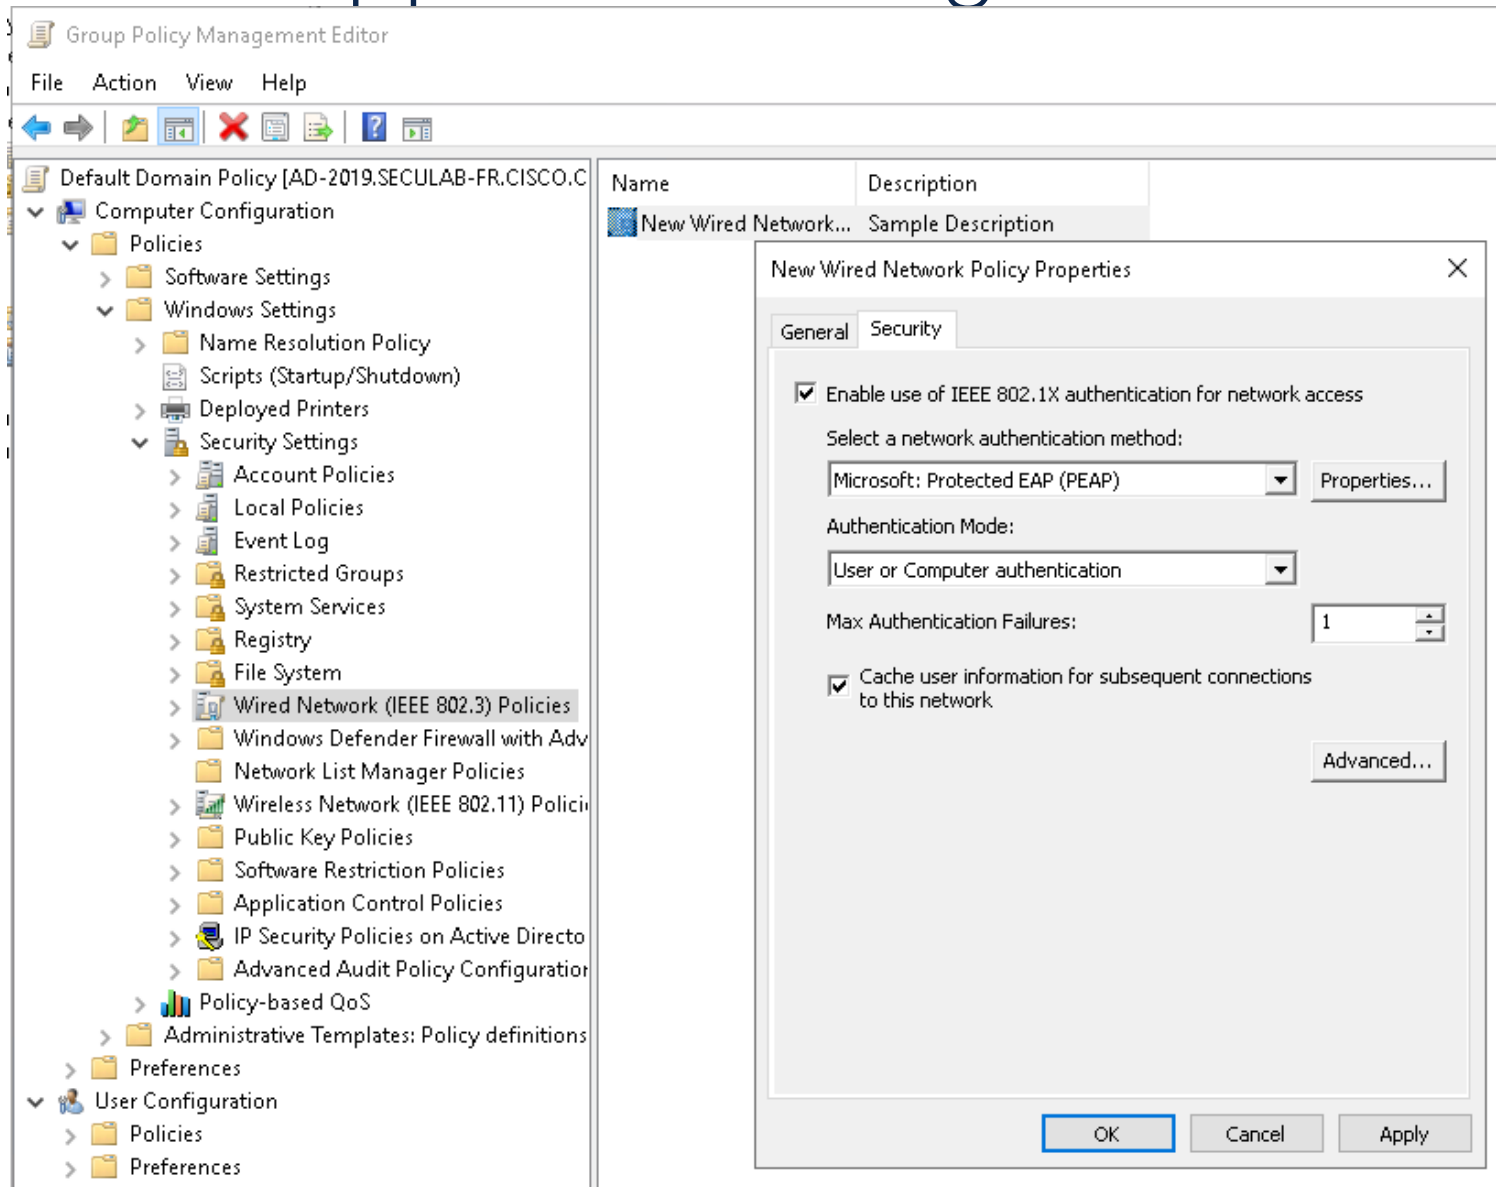 Group Policy Management Editor
File Action View Help
Default Domain Policy [AD-2019.SECULAB-FR.CISCO.C
Computer Configuration
Policies
Software Settings
Windows Settings
Name Resolution Policy
Scripts (Startup/Shutdown)
Deployed Printers
Security Settings
Account Policies
Local Policies
Event Log
Restricted Groups
System Services
Registry
File System
Wired Network (IEEE 802.3) Policies
Windows Defender Firewall with Adv
Network List Manager Policies
Wireless Network (IEEE 802.11) Polici
Public Key Policies
Software Restriction Policies
Application Control Policies
IP Security Policies on Active Directo
Advanced Audit Policy Configuration
Policy-based QoS
Administrative Templates: Policy definitions
Preferences
User Configuration
Policies
Preferences
Name Description
New Wired Network... Sample Description
New Wired Network Policy Properties
General Security
Enable use of IEEE 802.1X authentication for network access
Select a network authentication method:
Microsoft: Protected EAP (PEAP) Properties...
Authentication Mode:
User or Computer authentication
Max Authentication Failures: 1
Cache user information for subsequent connections
to this network
Advanced...
OK Cancel Apply